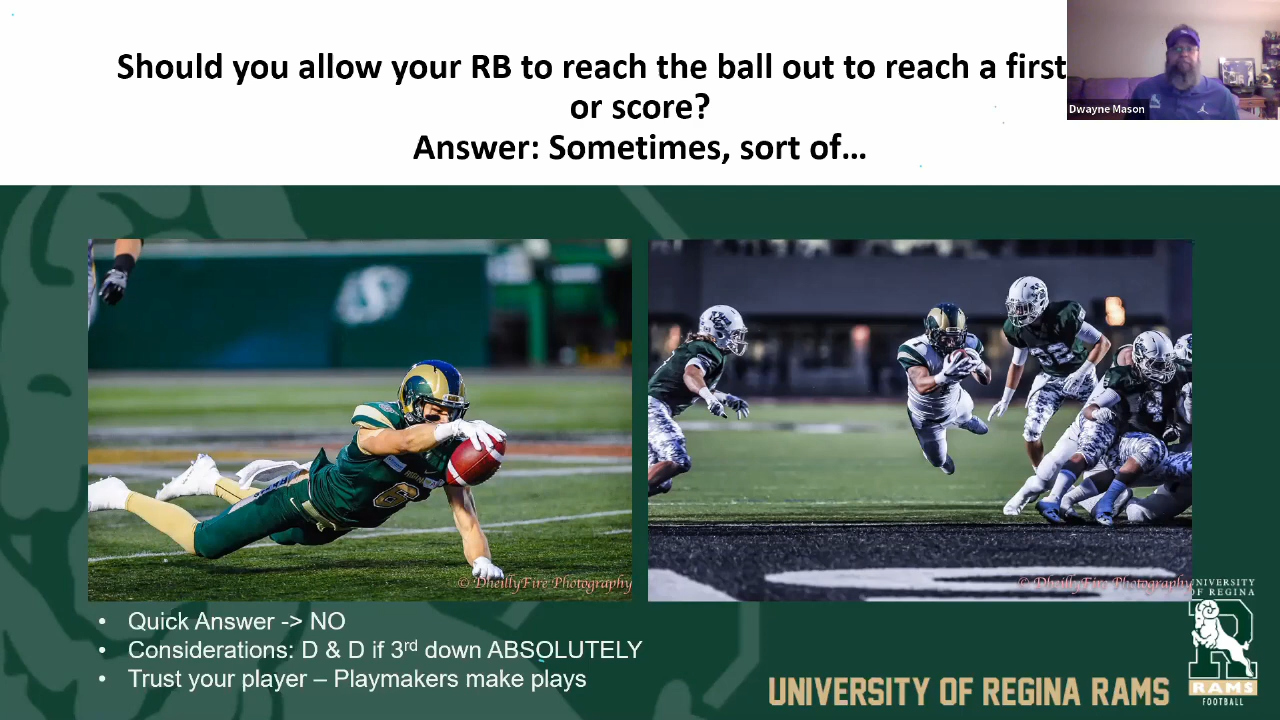 Should you allow your RB to reach the ball out to reach a first
or score?
Answer: Sometimes, sort of...
Dwayne Mason
6
© DheillyFire Photography
© DheillyFire Photography
• Quick Answer -> NO
• Considerations: D & D if 3rd down ABSOLUTELY
• Trust your player – Playmakers make plays
UNIVERSITY OF REGINA RAMS
UNIVERSITY
OF REGINA
R
RAMS
FOOTBALL